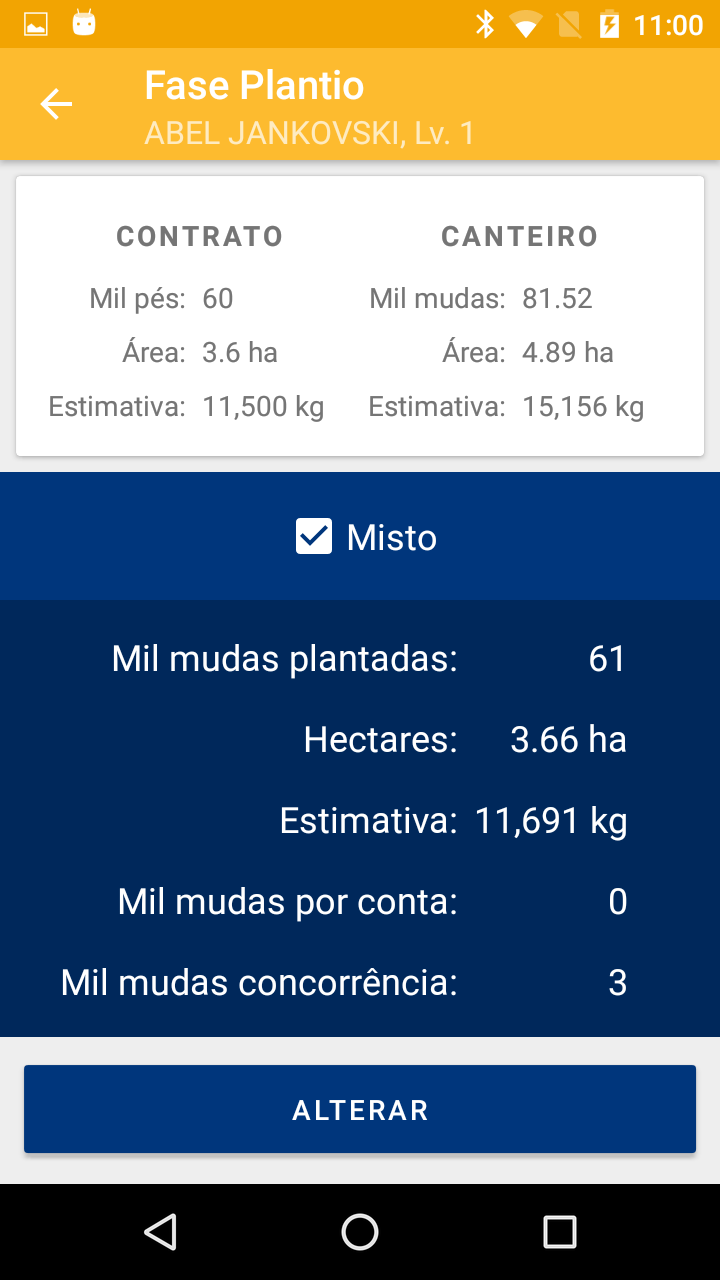 11:00
Fase Plantio
ABEL JANKOVSKI, Lv. 1
CONTRATO
Mil pés: 60
Área: 3.6 ha
Estimativa: 11,500 kg
CANTEIRO
Mil mudas: 81.52
Área: 4.89 ha
Estimativa: 15,156 kg
Misto
Mil mudas plantadas: 61
Hectares: 3.66 ha
Estimativa: 11,691 kg
Mil mudas por conta: 0
Mil mudas concorrência: 3
ALTERAR